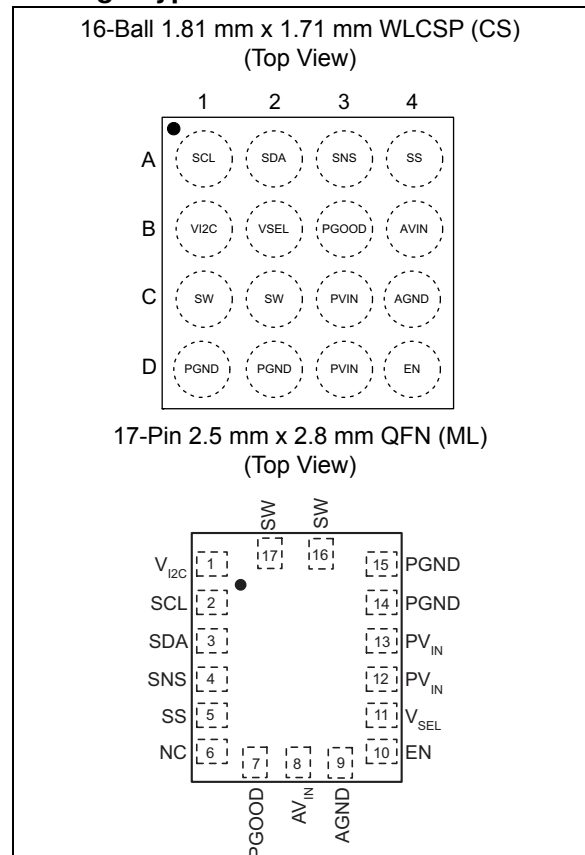 16-Ball 1.81 mm x 1.71 mm WLCSP (CS)
(Top View)
1 2 3 4
A SCL SDA SNS SS
B VI2C VSEL PGOOD AVIN
C SW SW PVIN AGND
D PGND PGND PVIN EN
17-Pin 2.5 mm x 2.8 mm QFN (ML)
(Top View)
SW SW
17 16
VI2C 1 15 PGND
SCL 2 14 PGND
SDA 3 13 PVIN
SNS 4 12 PVIN
SS 5 11 VSEL
NC 6 10 EN
7 8 9
PGOOD AVIN AGND